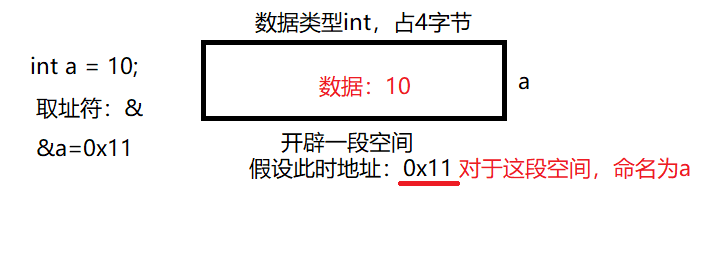 数据类型int，占4字节
int a = 10;
数据：10
a
取址符：&
&a=0x11
开辟一段空间
假设此时地址：0x11 对于这段空间，命名为a